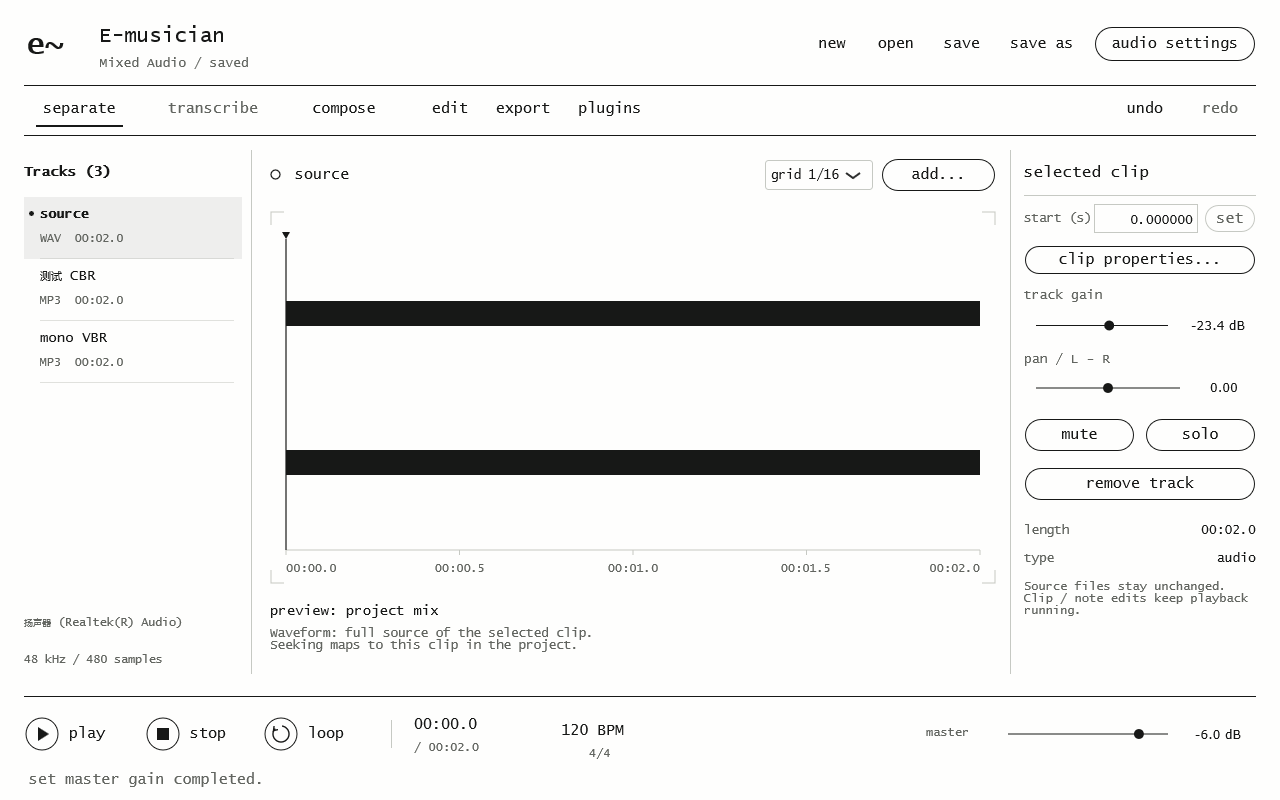 e~
E-musician
Mixed Audio / saved
new open save save as audio settings
separate transcribe compose edit export plugins undo redo
Tracks (3)
• source
WAV 00:02.0
测试 CBR
MP3 00:02.0
mono VBR
MP3 00:02.0
扬声器 (Realtek(R) Audio)
48 kHz / 480 samples
source grid 1/16 add...
00:00.0 00:00.5 00:01.0 00:01.5 00:02.0
preview: project mix
Waveform: full source of the selected clip.
Seeking maps to this clip in the project.
selected clip
start (s) 0.000000 set
clip properties...
track gain
-23.4 dB
pan / L – R
0.00
mute solo
remove track
length 00:02.0
type audio
Source files stay unchanged.
Clip / note edits keep playback
running.
play stop loop
00:00.0
/ 00:02.0
120 BPM
4/4
master -6.0 dB
set master gain completed.